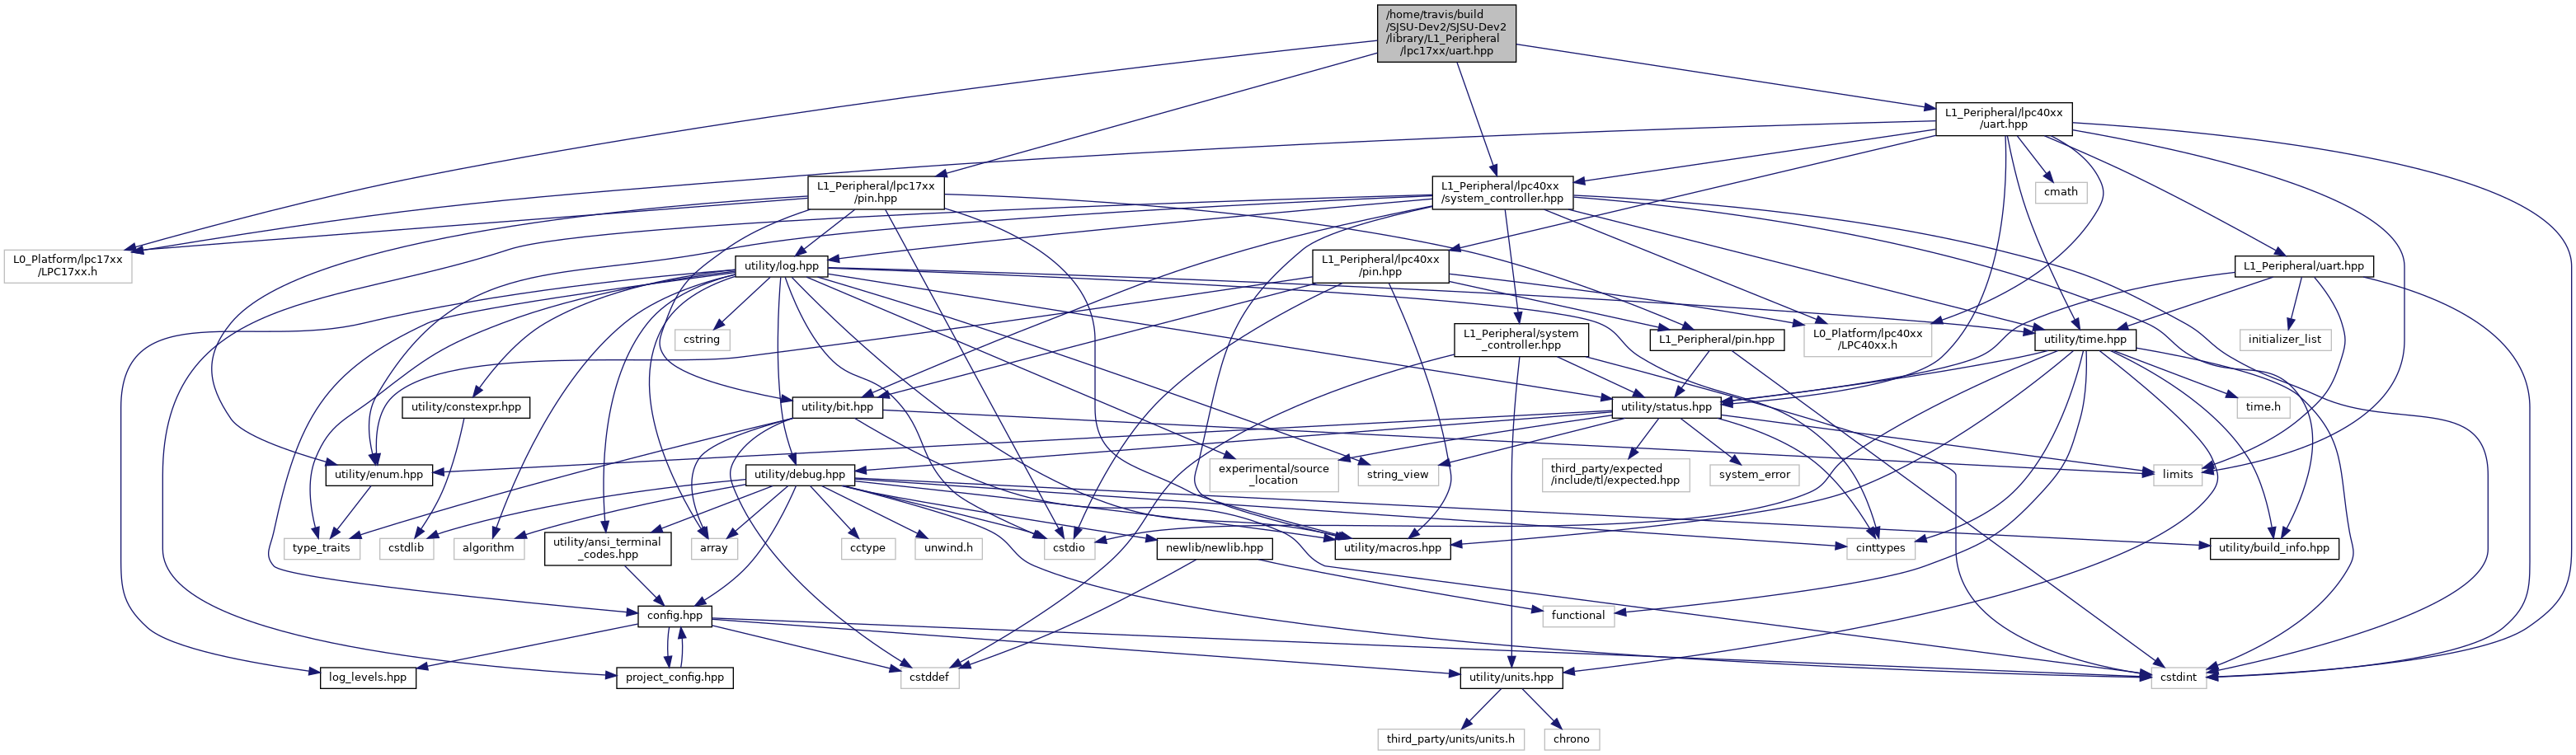 /home/travis/build
/SJSU-Dev2/SJSU-Dev2
/library/L1_Peripheral
/lpc17xx/uart.hpp
L1_Peripheral/lpc40xx
/uart.hpp
L1_Peripheral/lpc17xx
/pin.hpp
L1_Peripheral/lpc40xx
/system_controller.hpp
cmath
L0_Platform/lpc17xx
/LPC17xx.h
utility/log.hpp
L1_Peripheral/lpc40xx
/pin.hpp
L1_Peripheral/uart.hpp
cstring
L1_Peripheral/system
_controller.hpp
L1_Peripheral/pin.hpp
L0_Platform/lpc40xx
/LPC40xx.h
utility/time.hpp
initializer_list
utility/constexpr.hpp
utility/bit.hpp
utility/status.hpp
time.h
utility/enum.hpp
utility/debug.hpp
experimental/source
_location
string_view
third_party/expected
/include/tl/expected.hpp
system_error
limits
type_traits
cstdlib
algorithm
utility/ansi_terminal
_codes.hpp
array
cctype
unwind.h
cstdio
newlib/newlib.hpp
utility/macros.hpp
cinttypes
utility/build_info.hpp
config.hpp
functional
log_levels.hpp
project_config.hpp
cstddef
utility/units.hpp
cstdint
third_party/units/units.h
chrono